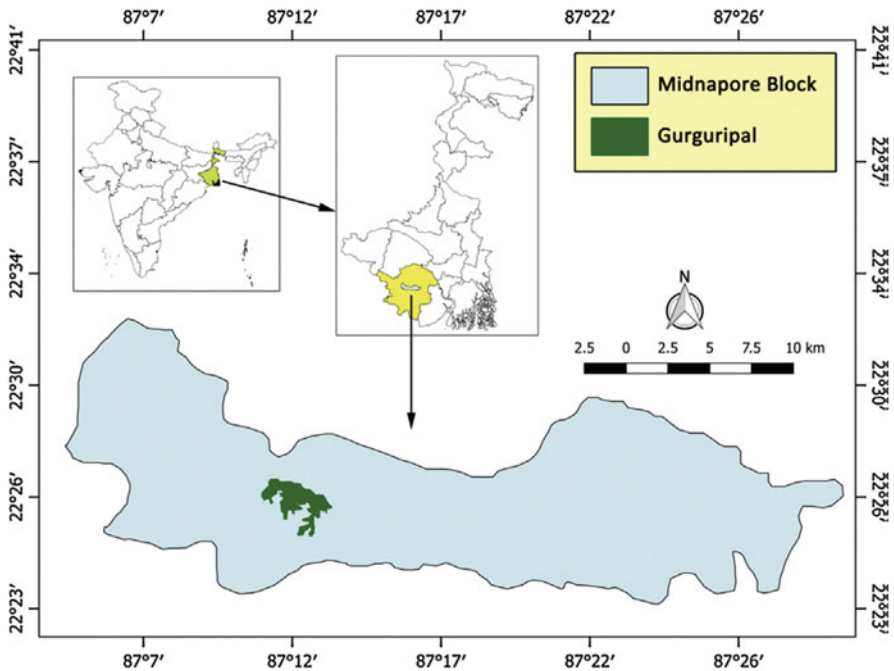 87°7′ 87°12′ 87°17′ 87°22′ 87°26′
22°41′ 22°41′
22°37′ 22°37′
22°34′ 22°34′
22°30′ 22°30′
22°26′ 22°26′
22°23′ 22°23′
Midnapore Block
Gurguripal
N
2.5 0 2.5 5 7.5 10 km
87°7′ 87°12′ 87°17′ 87°22′ 87°26′